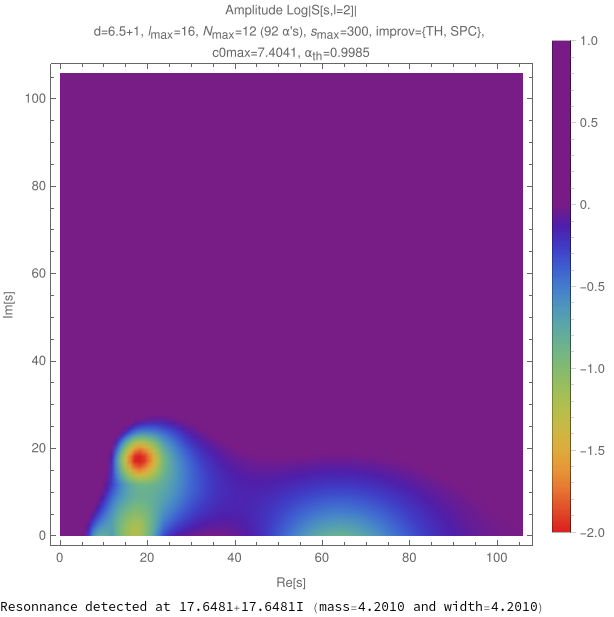 Amplitude Log|S[s,l=2]|
d=6.5+1, lmax=16, Nmax=12 (92 α's), smax=300, improv={TH, SPC},
c0max=7.4041, αth=0.9985
1.0
0.5
0.
−0.5
−1.0
−1.5
−2.0
100
80
60
40
20
0
Im[s]
0 20 40 60 80 100
Re[s]
Resonnance detected at 17.6481+17.6481I (mass=4.2010 and width=4.2010)